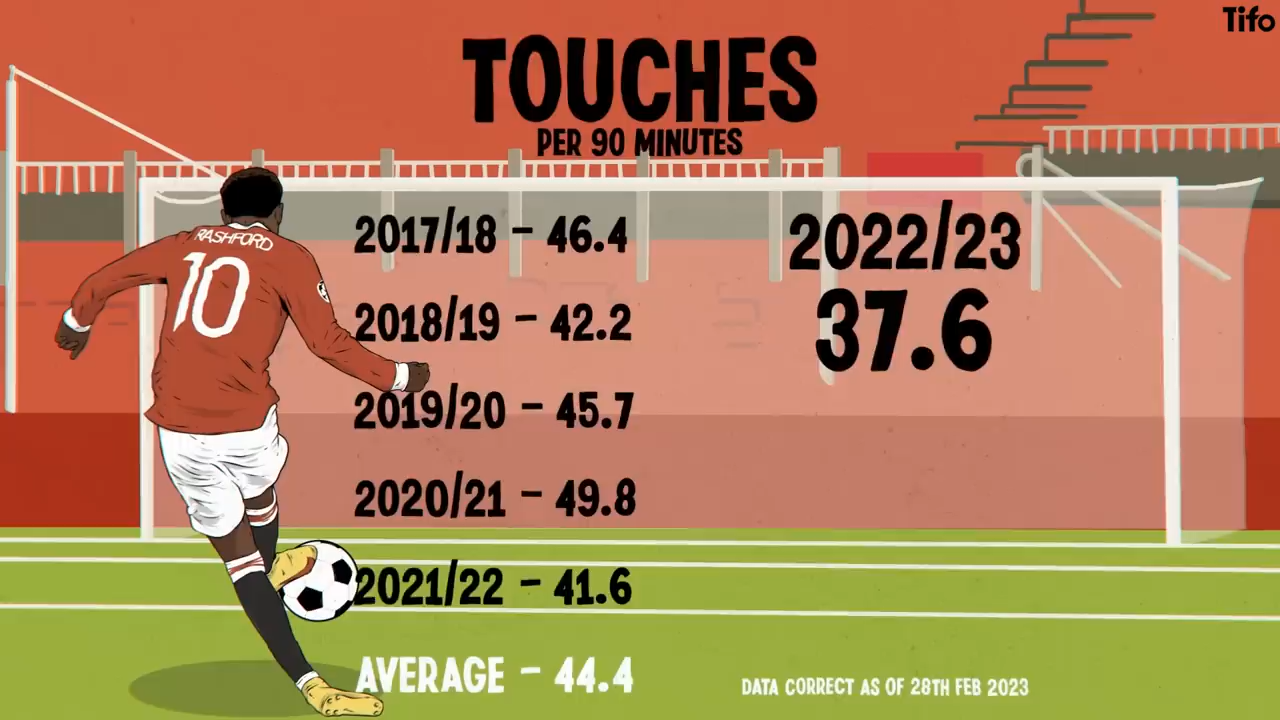 Tifo
TOUCHES
PER 90 MINUTES
RASHFORD
10
2017/18 – 46.4
2018/19 – 42.2
2019/20 – 45.7
2020/21 – 49.8
2021/22 – 41.6
AVERAGE – 44.4
2022/23
37.6
DATA CORRECT AS OF 28TH FEB 2023